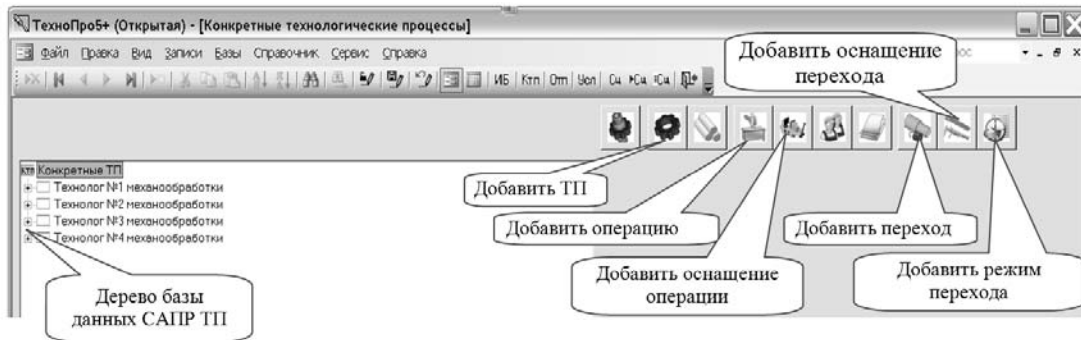 ТехноПро5+ (Открытая) - [Конкретные технологические процессы]
Файл Правка Вид Записи Базы Справочник Сервис Справка
ИБ Ктп Отп Усл
Добавить оснащение
перехода
КТП Конкретные ТП
Технолог №1 механообработки
Технолог №2 механообработки
Технолог №3 механообработки
Технолог №4 механообработки
Добавить ТП
Добавить операцию
Добавить переход
Добавить оснащение
операции
Добавить режим
перехода
Дерево базы
данных САПР ТП